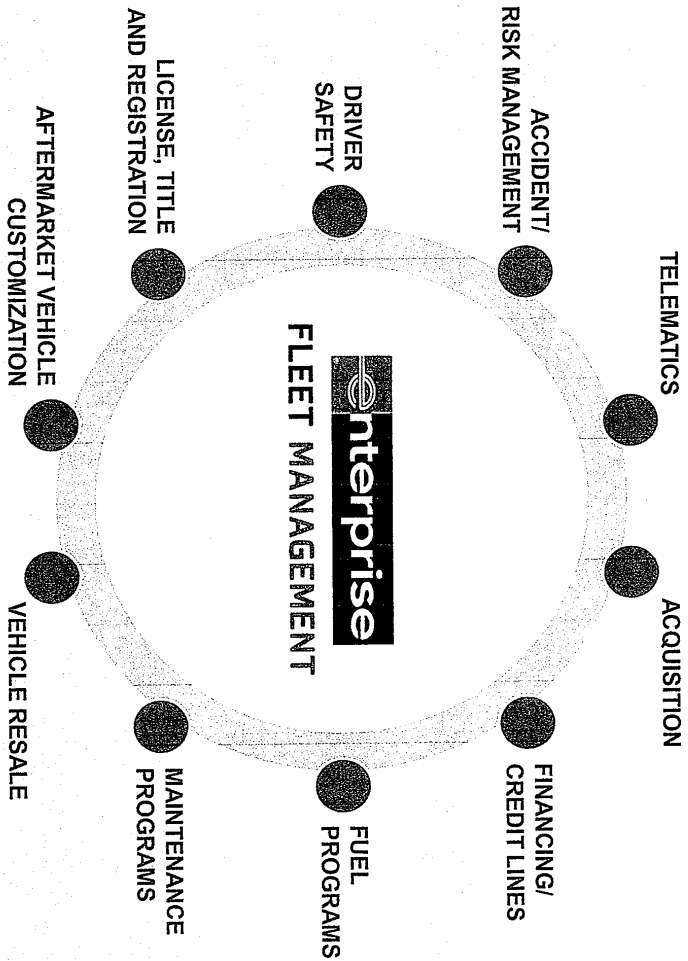 TELEMATICS
ACQUISITION
ACCIDENT/
RISK MANAGEMENT
FINANCING/
CREDIT LINES
DRIVER
SAFETY
enterprise
FLEET MANAGEMENT
FUEL
PROGRAMS
LICENSE, TITLE
AND REGISTRATION
MAINTENANCE
PROGRAMS
AFTERMARKET VEHICLE
CUSTOMIZATION
VEHICLE RESALE